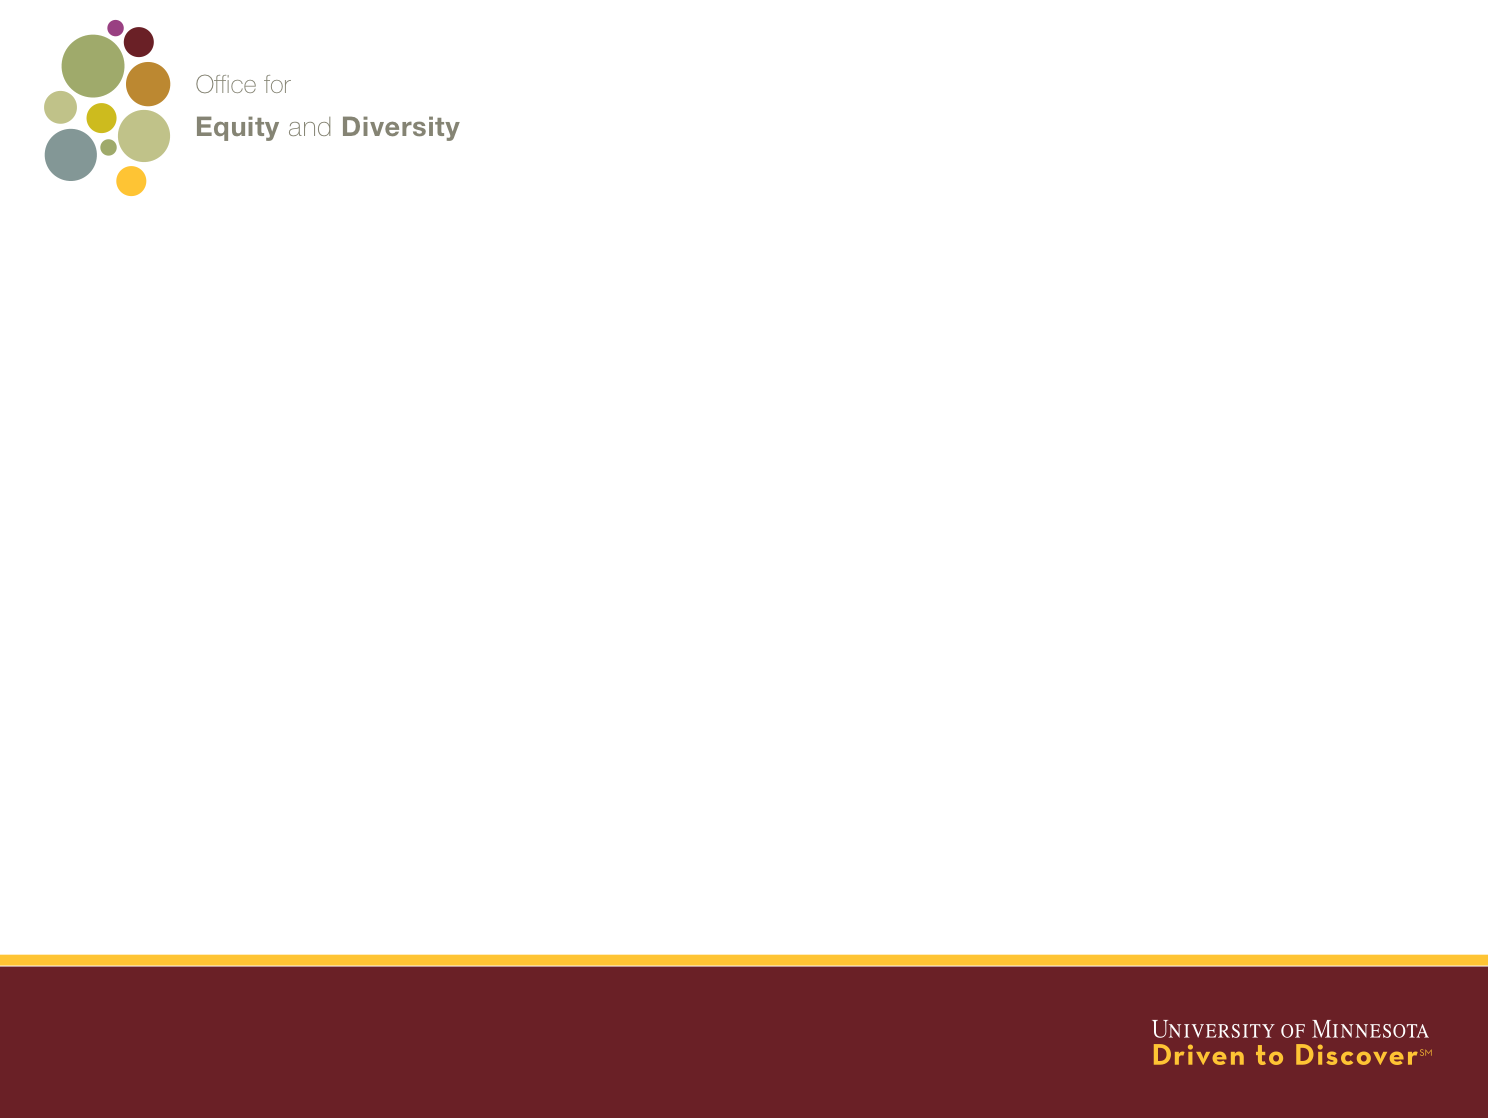 Office for
Equity and Diversity
University of Minnesota
Driven to Discover℠